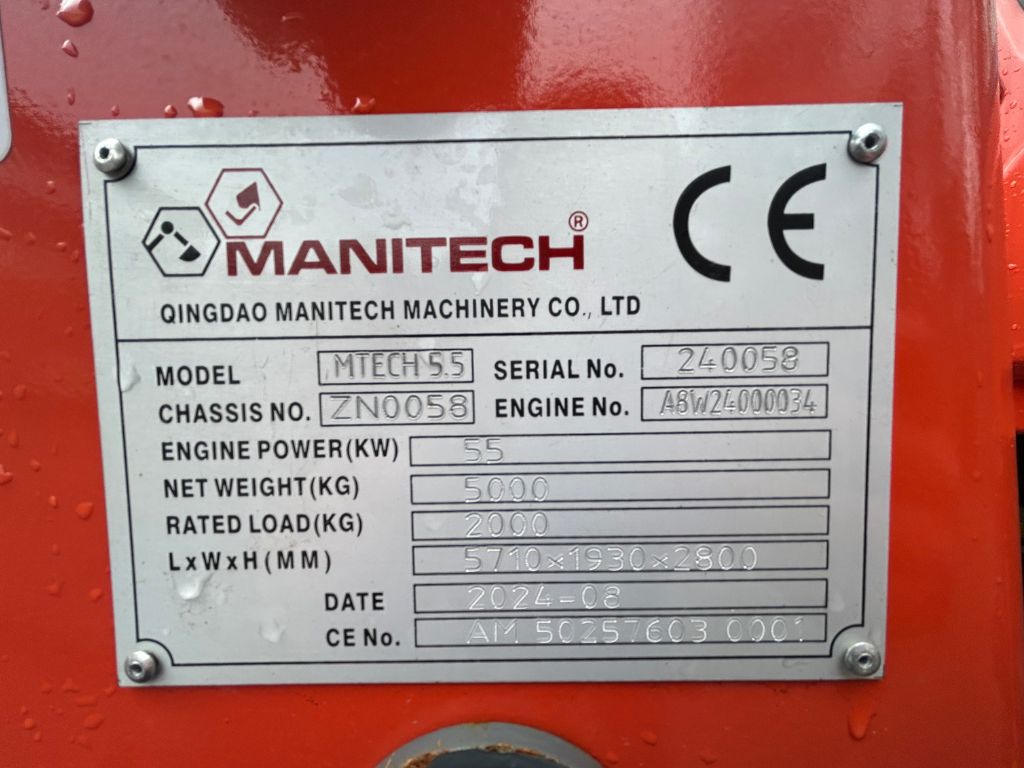 MANITECH® CE
QINGDAO MANITECH MACHINERY CO., LTD
MODEL MTECH 5.5 SERIAL No. 240058
CHASSIS NO. ZN0058 ENGINE No. A8W24000034
ENGINE POWER(KW) 55
NET WEIGHT(KG) 5000
RATED LOAD(KG) 2000
LxWxH(MM) 5710×1930×2800
DATE 2024-08
CE No. AM 50257603 0001